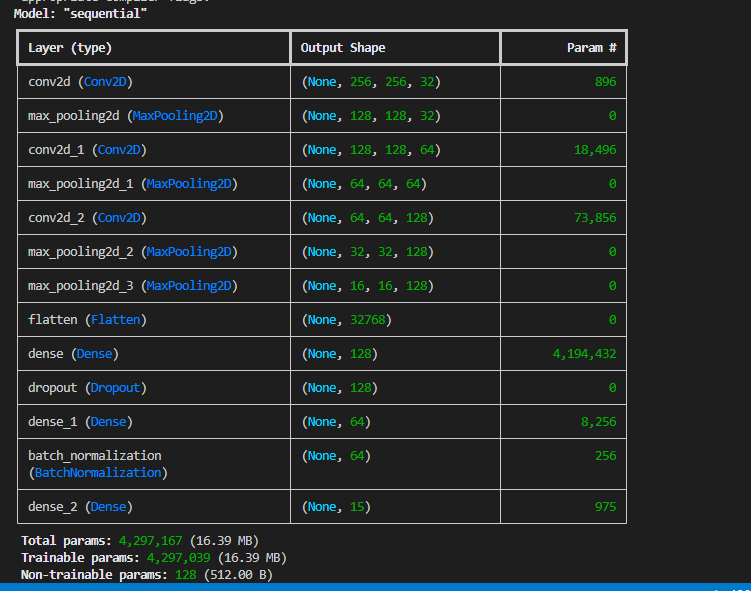 Model: "sequential"
Layer (type) Output Shape Param #
conv2d (Conv2D) (None, 256, 256, 32) 896
max_pooling2d (MaxPooling2D) (None, 128, 128, 32) 0
conv2d_1 (Conv2D) (None, 128, 128, 64) 18,496
max_pooling2d_1 (MaxPooling2D) (None, 64, 64, 64) 0
conv2d_2 (Conv2D) (None, 64, 64, 128) 73,856
max_pooling2d_2 (MaxPooling2D) (None, 32, 32, 128) 0
max_pooling2d_3 (MaxPooling2D) (None, 16, 16, 128) 0
flatten (Flatten) (None, 32768) 0
dense (Dense) (None, 128) 4,194,432
dropout (Dropout) (None, 128) 0
dense_1 (Dense) (None, 64) 8,256
batch_normalization (None, 64) 256
(BatchNormalization)
dense_2 (Dense) (None, 15) 975
Total params: 4,297,167 (16.39 MB)
Trainable params: 4,297,039 (16.39 MB)
Non-trainable params: 128 (512.00 B)